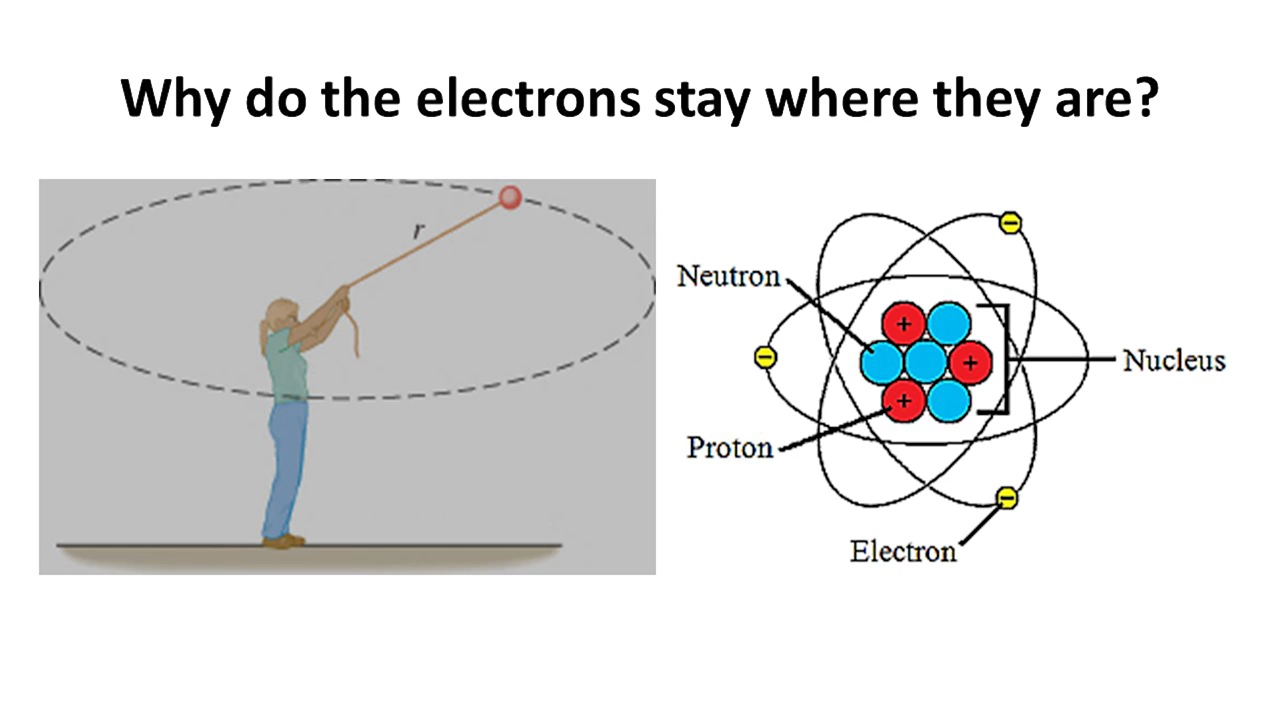 Why do the electrons stay where they are?
r
Neutron
+
+
+
Nucleus
Proton
Electron
−
−
−